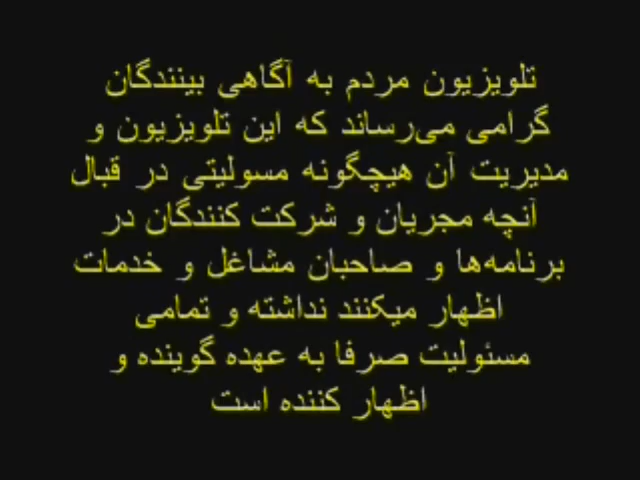 تلویزیون مردم به آگاهی بینندگان
گرامی می‌رساند که این تلویزیون و
مدیریت آن هیچگونه مسولیتی در قبال
آنچه مجریان و شرکت کنندگان در
برنامه‌ها و صاحبان مشاغل و خدمات
اظهار میکنند نداشته و تمامی
مسئولیت صرفا به عهده گوینده و
اظهار کننده است